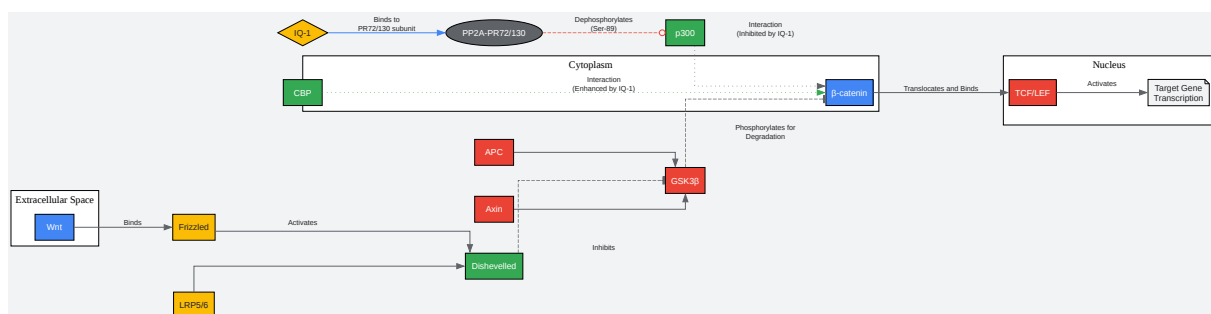 IQ-1
Binds to
PR72/130 subunit
PP2A-PR72/130
Dephosphorylates
(Ser-89)
p300
Interaction
(Inhibited by IQ-1)
Cytoplasm
Nucleus
CBP
Interaction
(Enhanced by IQ-1)
β-catenin
Translocates and Binds
TCF/LEF
Activates
Target Gene
Transcription
Phosphorylates for
Degradation
APC
GSK3β
Axin
Extracellular Space
Wnt
Binds
Frizzled
Activates
Inhibits
Dishevelled
LRP5/6